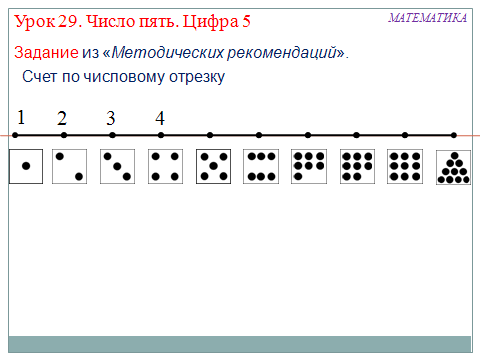 Урок 29. Число пять. Цифра 5
МАТЕМАТИКА
Задание из «Методических рекомендаций».
Счет по числовому отрезку
1 2 3 4